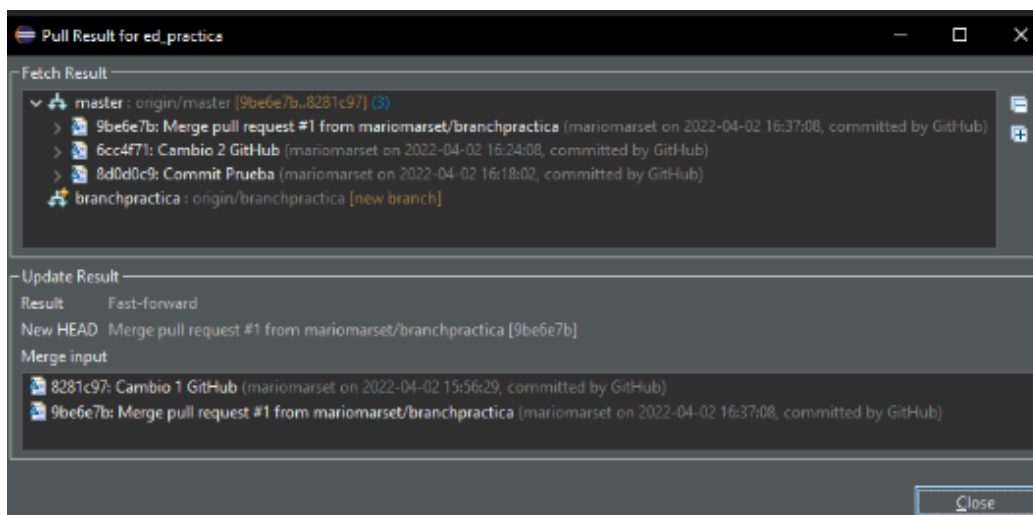 Pull Result for ed_practica
Fetch Result
master : origin/master [9be6e7b..8281c97] (3)
9be6e7b: Merge pull request #1 from mariomarset/branchpractica (mariomarset on 2022-04-02 16:37:08, committed by GitHub)
6cc4f71: Cambio 2 GitHub (mariomarset on 2022-04-02 16:24:08, committed by GitHub)
8d0d0c9: Commit Prueba (mariomarset on 2022-04-02 16:18:02, committed by GitHub)
branchpractica : origin/branchpractica [new branch]
Update Result
Result Fast-forward
New HEAD Merge pull request #1 from mariomarset/branchpractica [9be6e7b]
Merge input
8281c97: Cambio 1 GitHub (mariomarset on 2022-04-02 15:56:29, committed by GitHub)
9be6e7b: Merge pull request #1 from mariomarset/branchpractica (mariomarset on 2022-04-02 16:37:08, committed by GitHub)
Close